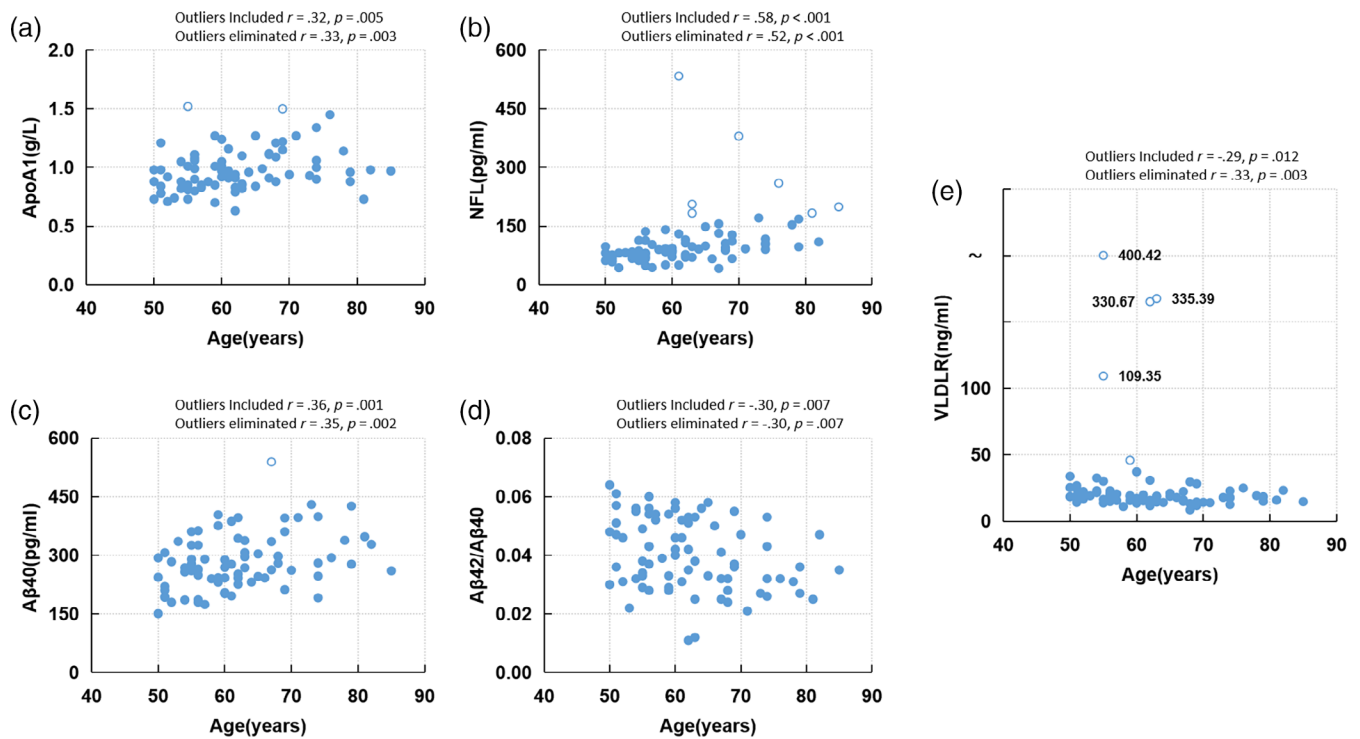 (a)
Outliers Included r = .32, p = .005
Outliers eliminated r = .33, p = .003
2.0
1.5
1.0
0.5
0.0
ApoA1(g/L)
40 50 60 70 80 90
Age(years)
(b)
Outliers Included r = .58, p < .001
Outliers eliminated r = .52, p < .001
600
450
300
150
0
NFL(pg/ml)
40 50 60 70 80 90
Age(years)
(c)
Outliers Included r = .36, p = .001
Outliers eliminated r = .35, p = .002
600
450
300
150
0
Aβ40(pg/ml)
40 50 60 70 80 90
Age(years)
(d)
Outliers Included r = -.30, p = .007
Outliers eliminated r = -.30, p = .007
0.08
0.06
0.04
0.02
0.00
Aβ42/Aβ40
40 50 60 70 80 90
Age(years)
(e)
Outliers Included r = -.29, p = .012
Outliers eliminated r = .33, p = .003
~
400.42
330.67 335.39
109.35
100
50
0
VLDLR(ng/ml)
40 50 60 70 80 90
Age(years)